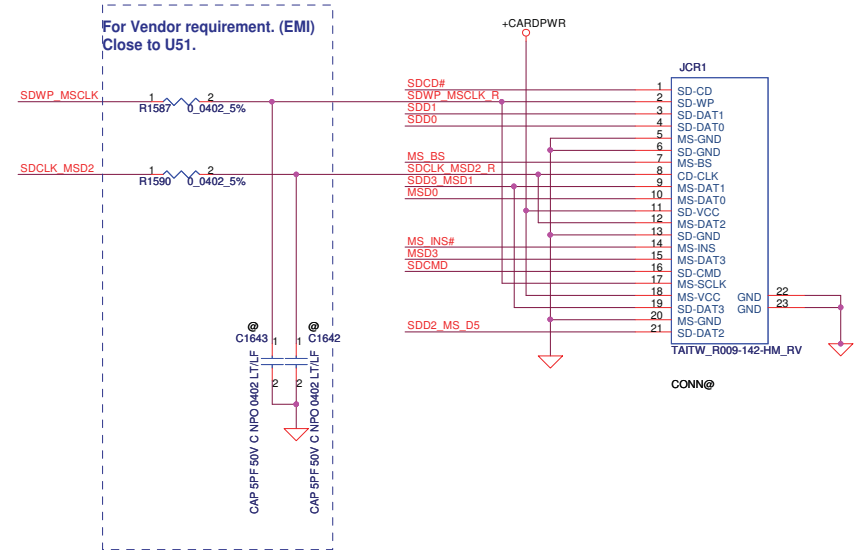 For Vendor requirement. (EMI)
Close to U51.
SDWP_MSCLK
1
2
R1587
0_0402_5%
SDCLK_MSD2
1
2
R1590
0_0402_5%
@
C1643
1
2
CAP 5PF 50V C NPO 0402 LT/LF
@
C1642
1
2
CAP 5PF 50V C NPO 0402 LT/LF
+CARDPWR
JCR1
SDCD# 1 SD-CD
SDWP_MSCLK_R 2 SD-WP
SDD1 3 SD-DAT1
SDD0 4 SD-DAT0
5 MS-GND
6 SD-GND
MS_BS 7 MS-BS
SDCLK_MSD2_R 8 CD-CLK
SDD3_MSD1 9 MS-DAT1
MSD0 10 MS-DAT0
11 SD-VCC
12 MS-DAT2
13 SD-GND
MS_INS# 14 MS-INS
MSD3 15 MS-DAT3
SDCMD 16 SD-CMD
17 MS-SCLK
18 MS-VCC GND 22
19 SD-DAT3 GND 23
20 MS-GND
SDD2_MS_D5 21 SD-DAT2
TAITW_R009-142-HM_RV
CONN@